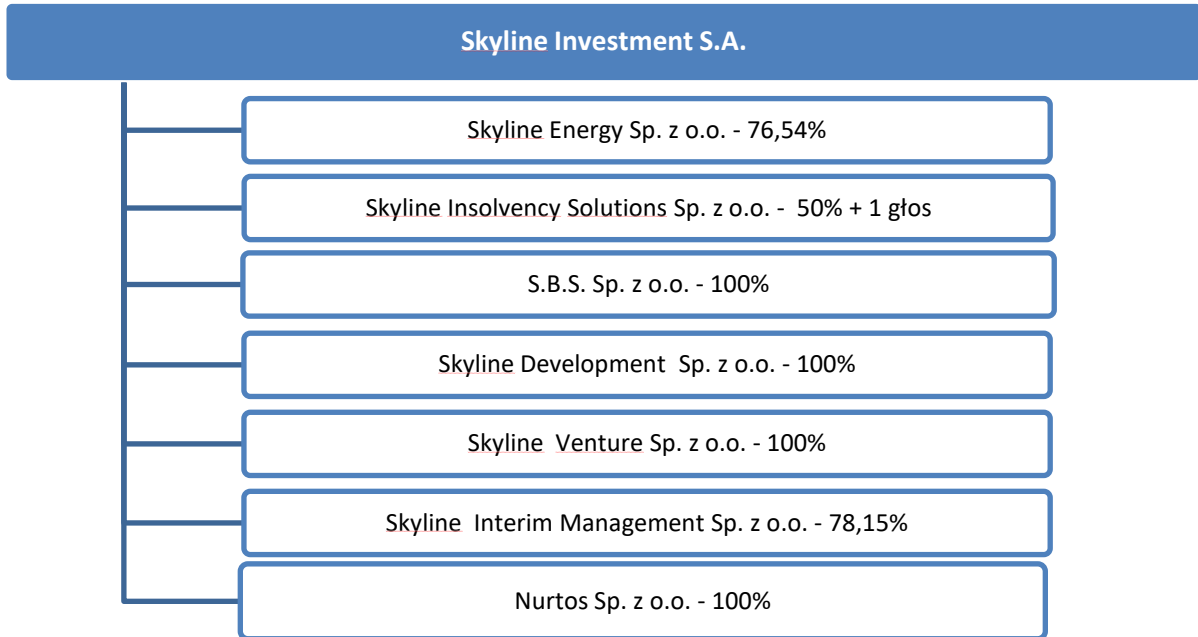 Skyline Investment S.A.
Skyline Energy Sp. z o.o. - 76,54%
Skyline Insolvency Solutions Sp. z o.o. - 50% + 1 głos
S.B.S. Sp. z o.o. - 100%
Skyline Development Sp. z o.o. - 100%
Skyline Venture Sp. z o.o. - 100%
Skyline Interim Management Sp. z o.o. - 78,15%
Nurtos Sp. z o.o. - 100%